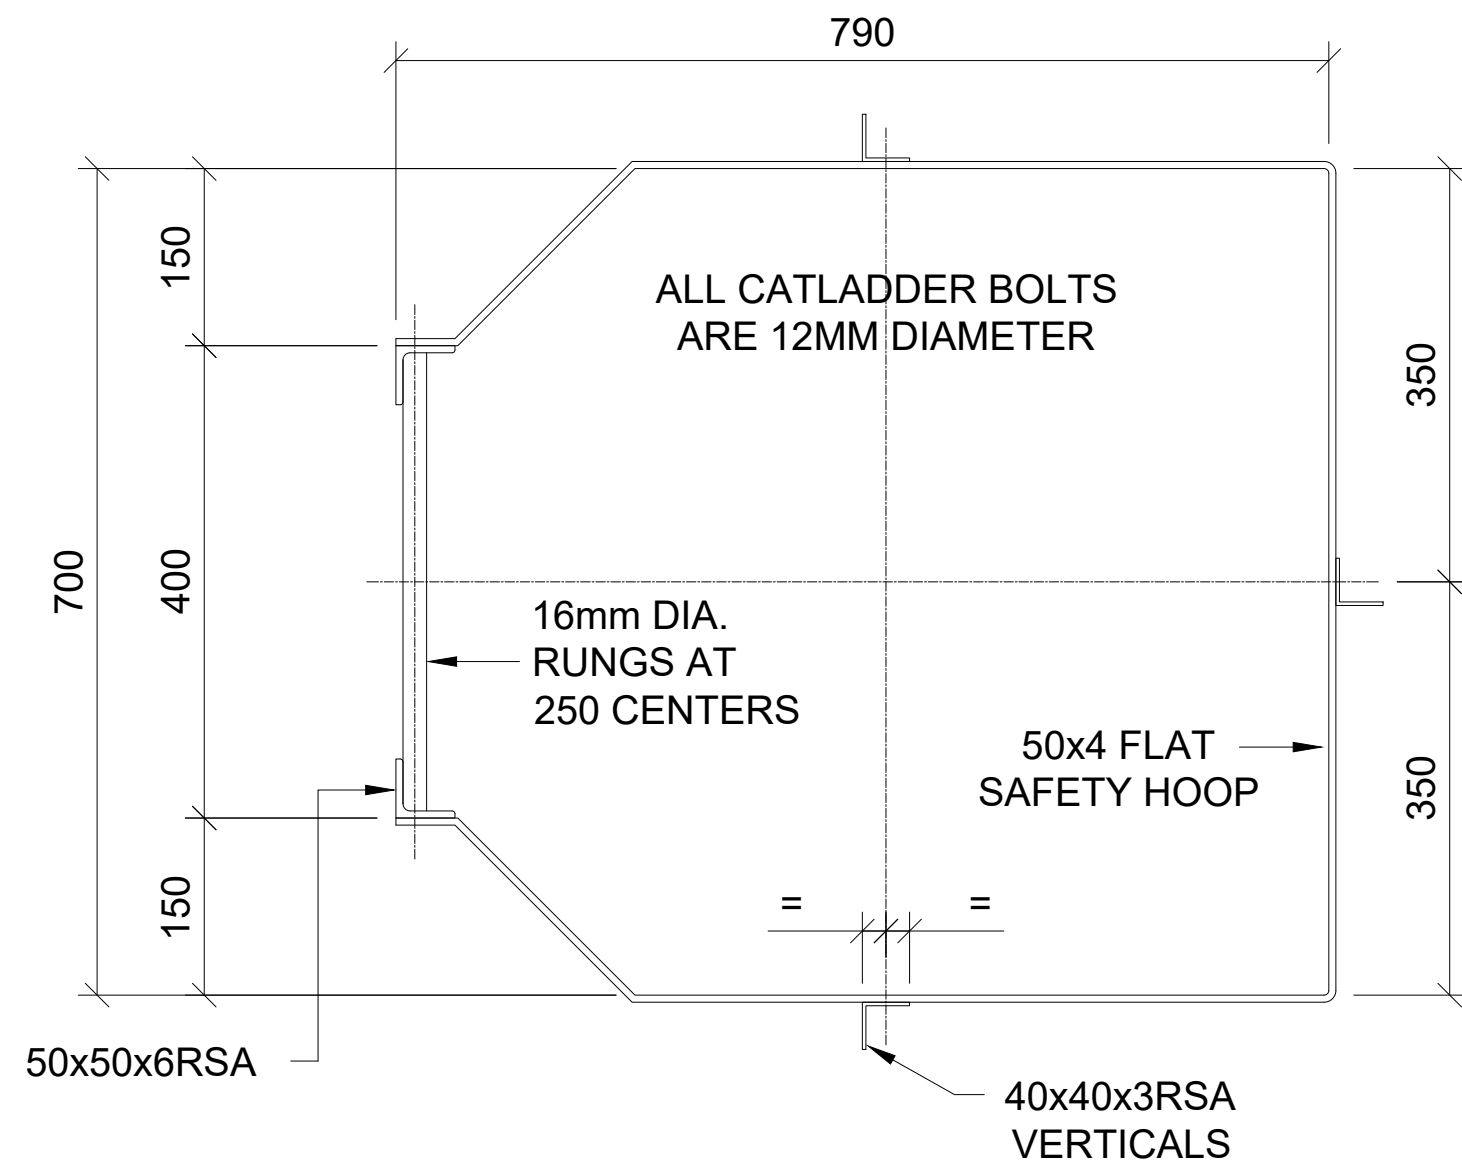 790
150
ALL CATLADDER BOLTS
ARE 12MM DIAMETER
350
700
400
16mm DIA.
RUNGS AT
250 CENTERS
50x4 FLAT
SAFETY HOOP
350
150
= =
50x50x6RSA
40x40x3RSA
VERTICALS